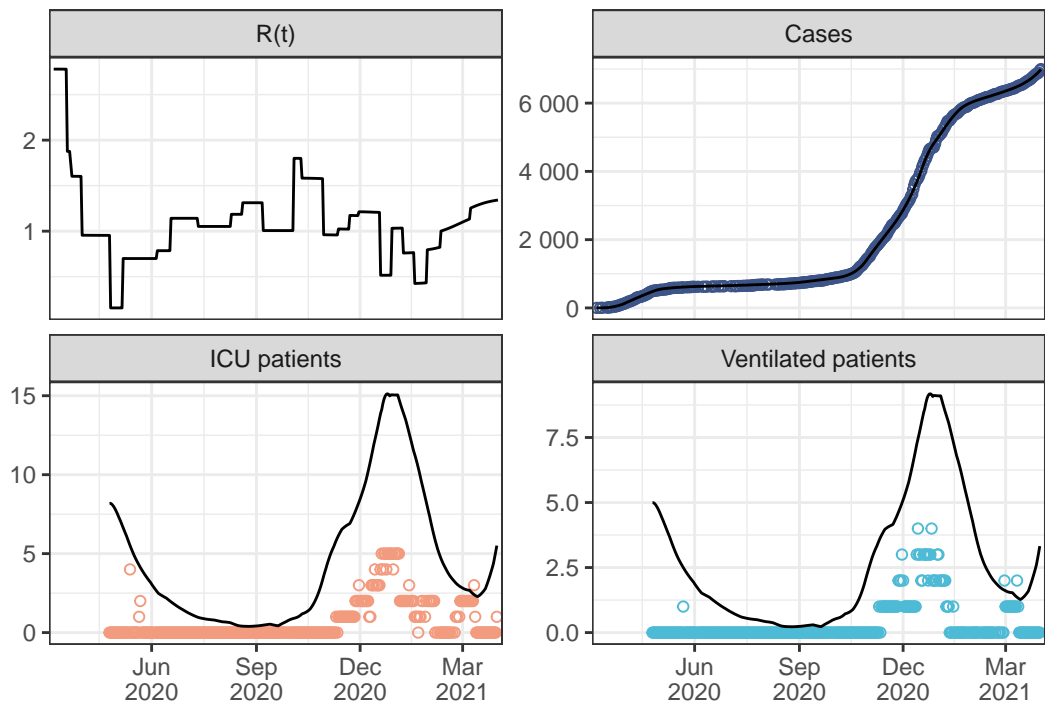 R(t)
Cases
2
1
6 000
4 000
2 000
0
ICU patients
Ventilated patients
15
10
5
0
7.5
5.0
2.5
0.0
Jun Sep Dec Mar
2020 2020 2020 2021
Jun Sep Dec Mar
2020 2020 2020 2021